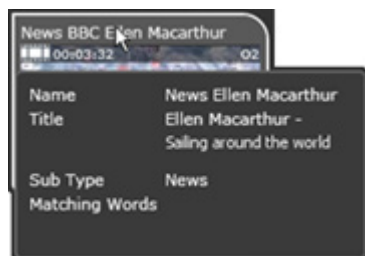 News BBC Ellen Macarthur
00:03:32 02
Name News Ellen Macarthur
Title Ellen Macarthur -
Sailing around the world
Sub Type News
Matching Words